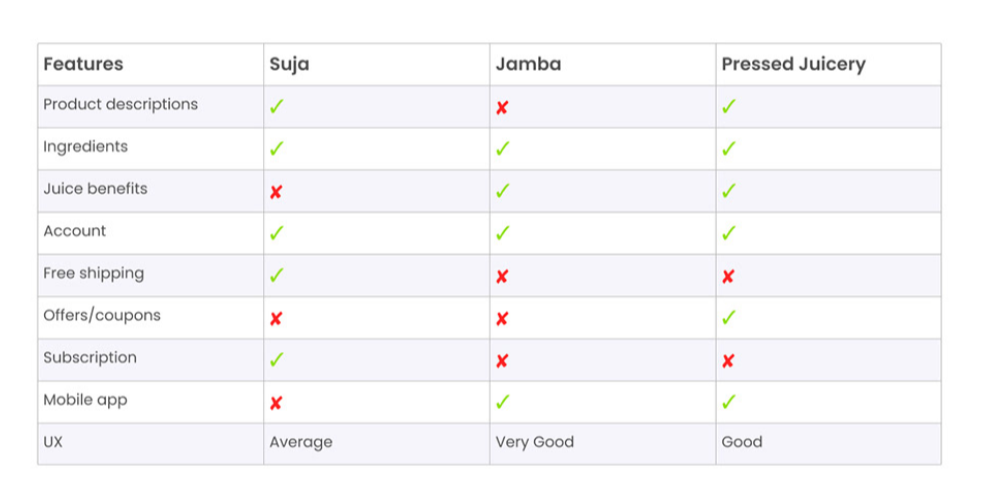 Features Suja Jamba Pressed Juicery
Product descriptions ✓ ✘ ✓
Ingredients ✓ ✓ ✓
Juice benefits ✘ ✓ ✓
Account ✓ ✓ ✓
Free shipping ✓ ✘ ✘
Offers/coupons ✘ ✘ ✓
Subscription ✓ ✘ ✘
Mobile app ✘ ✓ ✓
UX Average Very Good Good